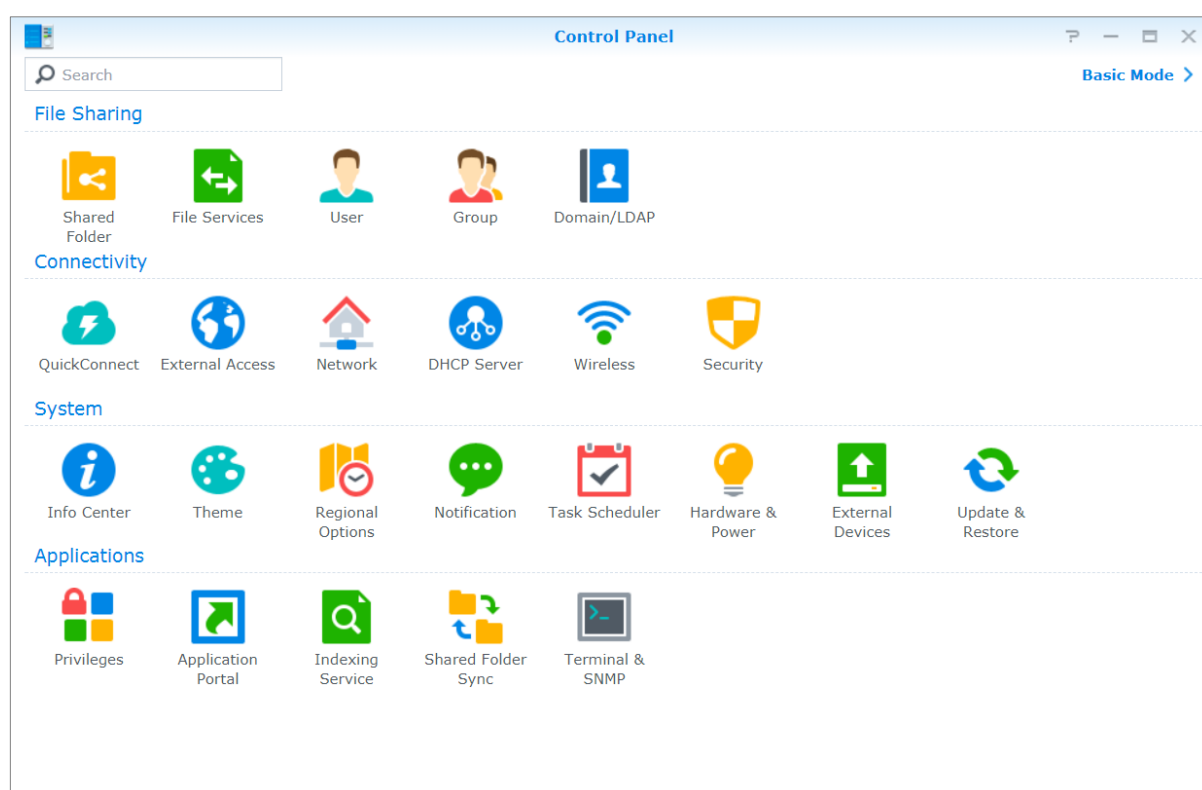 Control Panel
Search
Basic Mode
File Sharing
Shared Folder
File Services
User
Group
Domain/LDAP
Connectivity
QuickConnect
External Access
Network
DHCP Server
Wireless
Security
System
Info Center
Theme
Regional Options
Notification
Task Scheduler
Hardware & Power
External Devices
Update & Restore
Applications
Privileges
Application Portal
Indexing Service
Shared Folder Sync
Terminal & SNMP